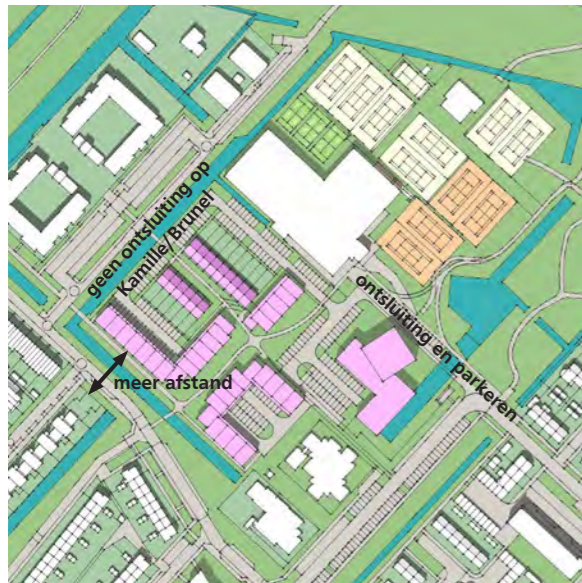 geen ontsluiting op
Kamille/Brunel
ontsluiting en parkeren
meer afstand